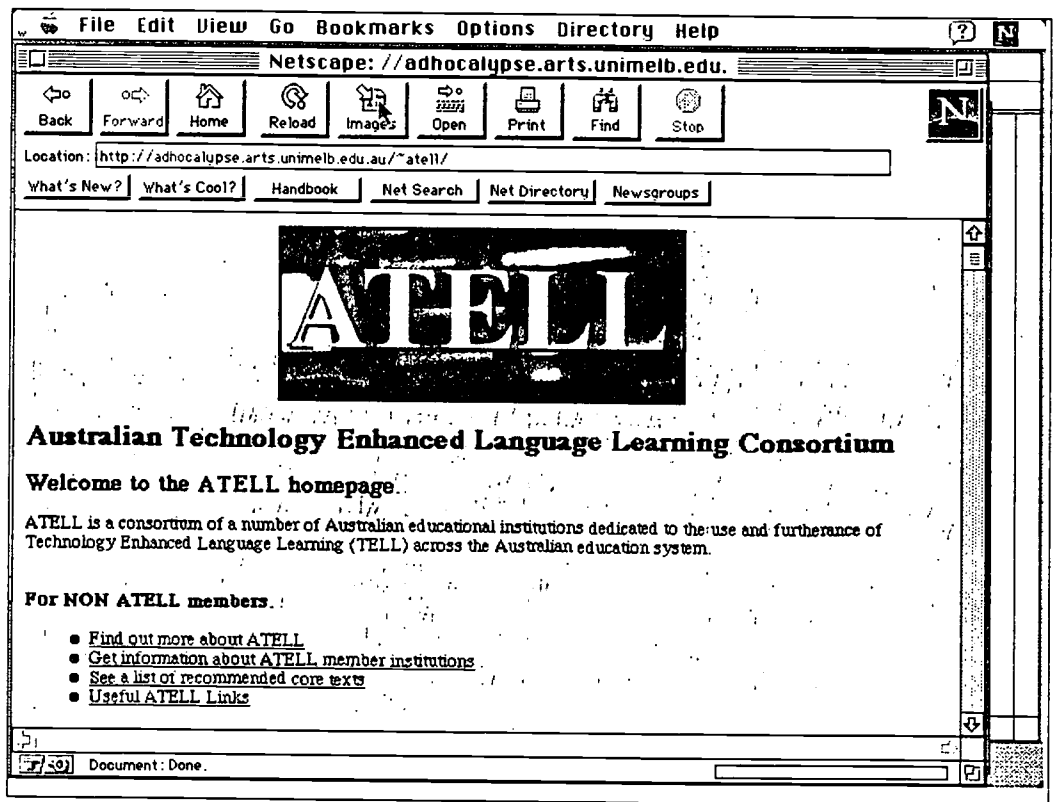 File Edit View Go Bookmarks Options Directory Help
Netscape: //adhocalypse.arts.unimelb.edu.
Back Forward Home Reload Images Open Print Find Stop
N
Location: http://adhocalypse.arts.unimelb.edu.au/~atell/
What's New? What's Cool? Handbook Net Search Net Directory Newsgroups
ATELL
Australian Technology Enhanced Language Learning Consortium
Welcome to the ATELL homepage.
ATELL is a consortium of a number of Australian educational institutions dedicated to the use and furtherance of
Technology Enhanced Language Learning (TELL) across the Australian education system.
For NON ATELL members.
Find out more about ATELL
Get information about ATELL member institutions
See a list of recommended core texts
Useful ATELL Links
Document: Done.